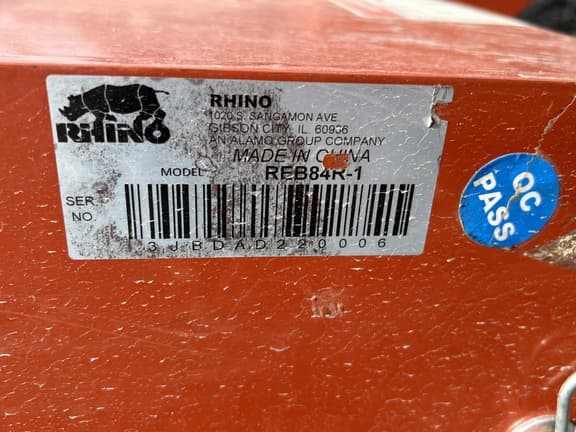 RHINO
RHINO
1020 S. SANGAMON AVE.
GIBSON CITY, IL. 60936
AN ALAMO GROUP COMPANY
MADE IN CHINA
MODEL REB84R-1
SER
NO.
3JRDAD220006
QC
PASS